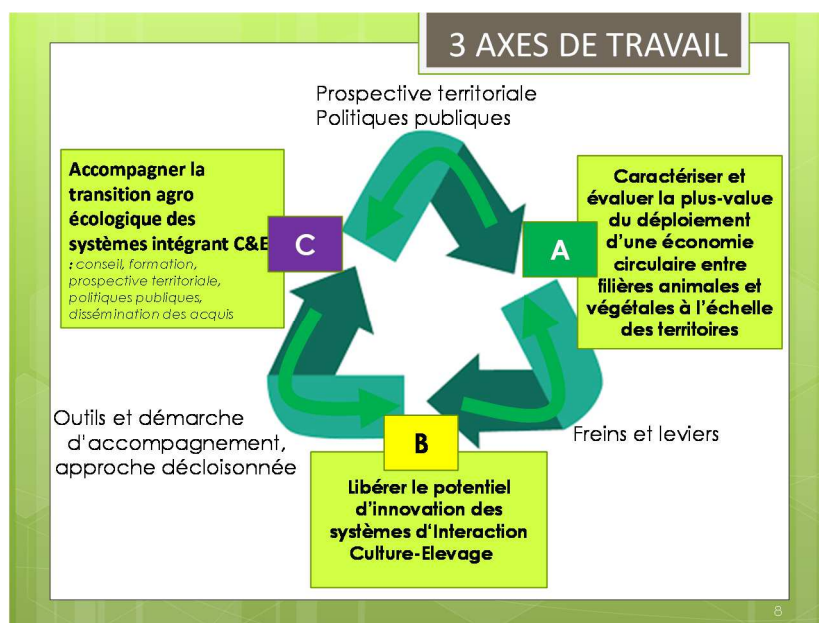 3 AXES DE TRAVAIL
Prospective territoriale
Politiques publiques
Accompagner la
transition agro
écologique des
systèmes intégrant C&E
: conseil, formation,
prospective territoriale,
politiques publiques,
dissémination des acquis
C
A
Caractériser et
évaluer la plus-value
du déploiement
d'une économie
circulaire entre
filières animales et
végétales à l'échelle
des territoires
Outils et démarche
d'accompagnement,
approche décloisonnée
B
Freins et leviers
Libérer le potentiel
d'innovation des
systèmes d'Interaction
Culture-Elevage
8